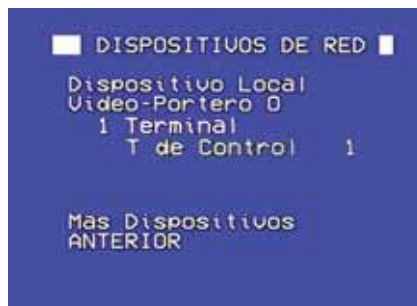 DISPOSITIVOS DE RED
Dispositivo Local
Video-Portero 0
1 Terminal
T de Control 1
Mas Dispositivos
ANTERIOR